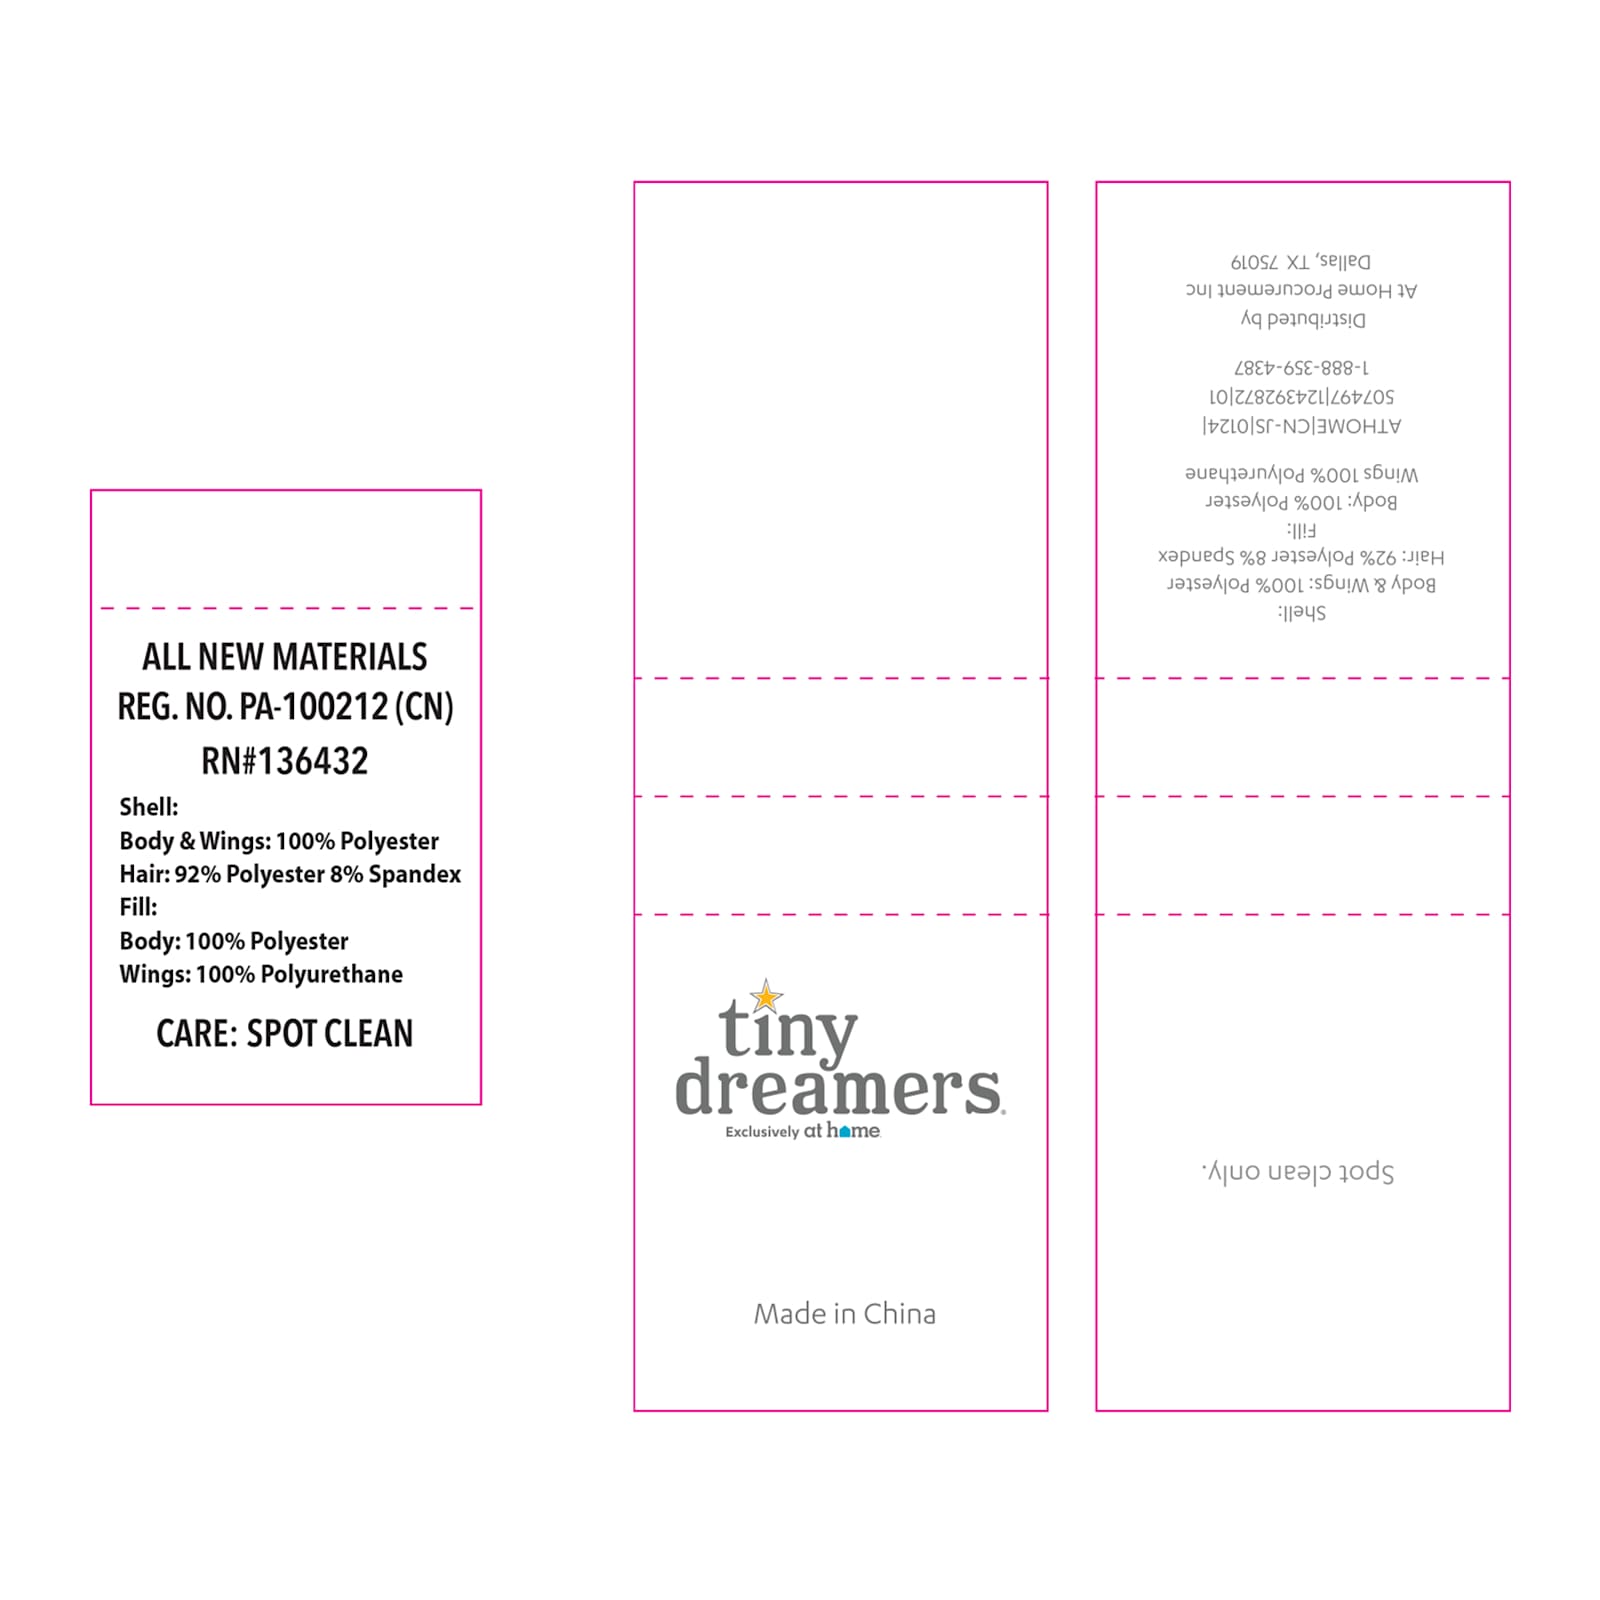 ALL NEW MATERIALS
REG. NO. PA-100212 (CN)
RN#136432
Shell:
Body & Wings: 100% Polyester
Hair: 92% Polyester 8% Spandex
Fill:
Body: 100% Polyester
Wings: 100% Polyurethane
CARE: SPOT CLEAN
tiny
dreamers®
Exclusively at home
Made in China
Spot clean only.
Shell:
Body & Wings: 100% Polyester
Hair: 92% Polyester 8% Spandex
Fill:
Body: 100% Polyester
Wings 100% Polyurethane
ATHOME|CN-JS|0124|
507497|124392872|01
1-888-359-4387
Distributed by
At Home Procurement Inc
Dallas, TX 75019